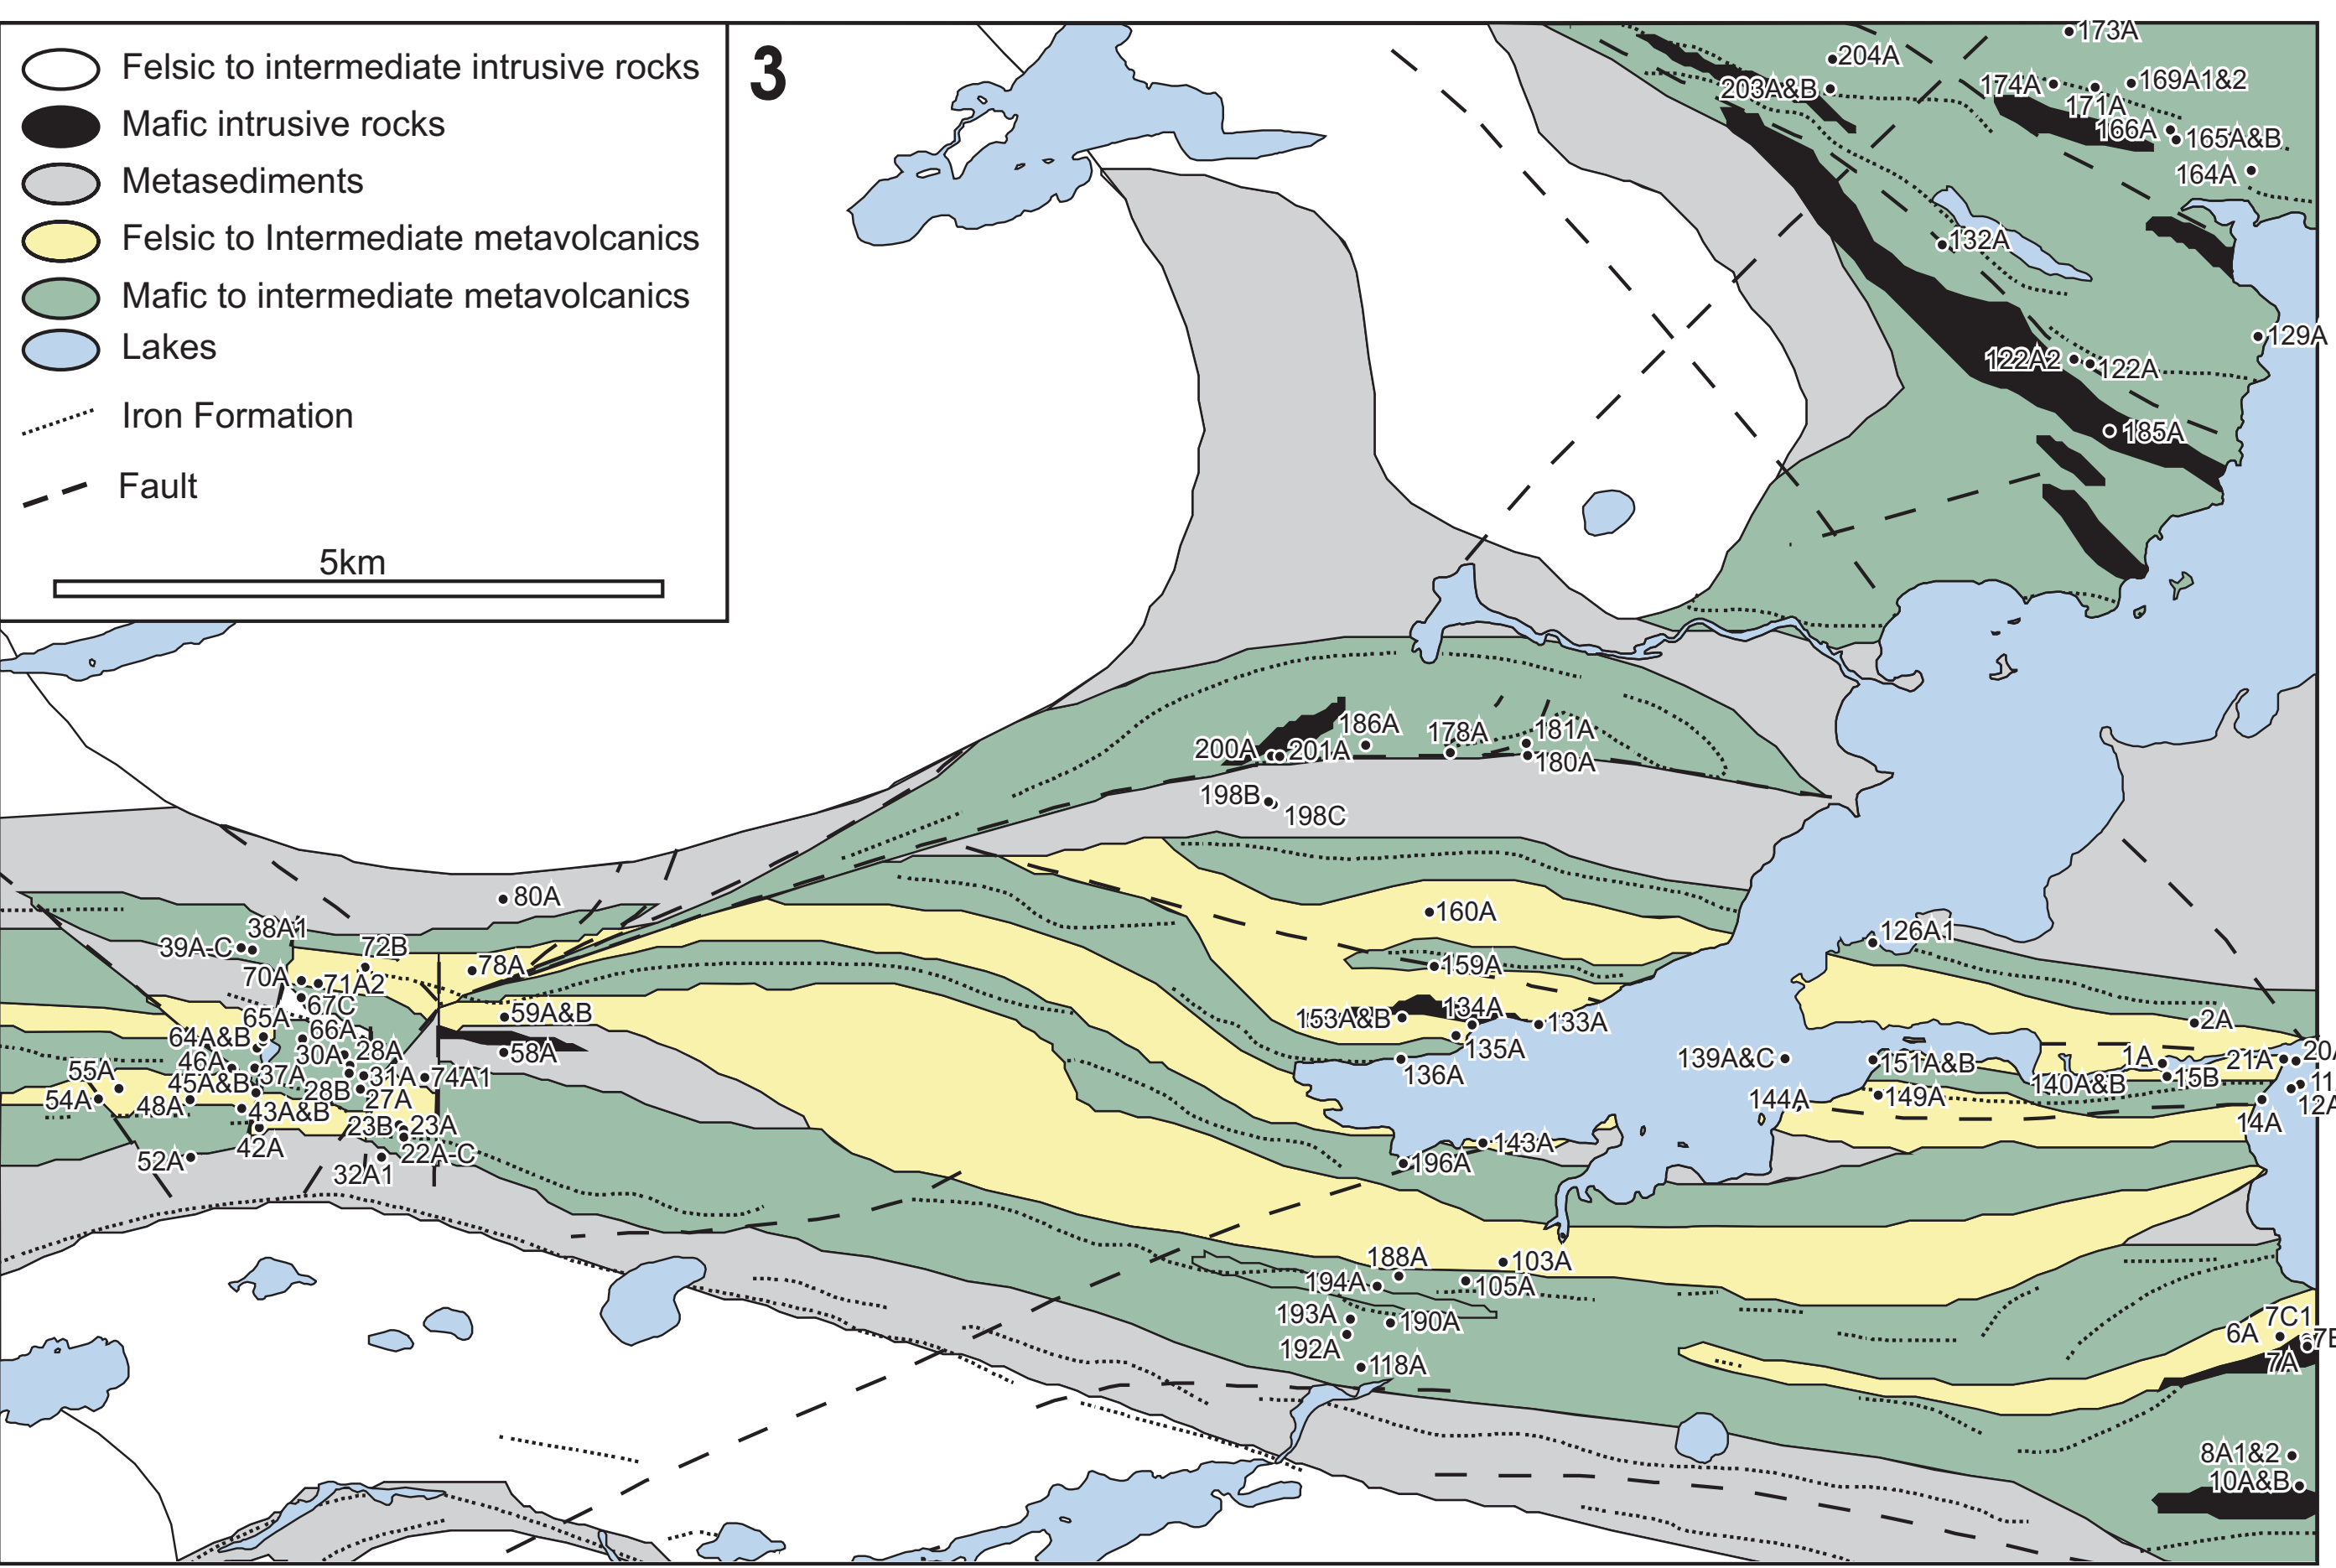 Felsic to intermediate intrusive rocks
Mafic intrusive rocks
Metasediments
Felsic to Intermediate metavolcanics
Mafic to intermediate metavolcanics
Lakes
Iron Formation
Fault
5km
3
173A
204A
203A&B
174A
171A
169A1&2
166A
165A&B
164A
132A
129A
122A2
122A
185A
186A
178A
181A
200A
201A
180A
198B
198C
80A
38A1
39A-C
72B
70A
71A2
78A
67C
65A
66A
59A&B
64A&B
30A
28A
58A
46A
37A
31A
74A1
55A
45A&B
28B
27A
54A
48A
43A&B
23B
23A
42A
22A-C
52A
32A1
160A
126A1
159A
153A&B
134A
133A
2A
135A
136A
139A&C
151A&B
1A
21A
20A
15B
140A&B
144A
149A
11
12A
14A
143A
196A
103A
188A
194A
105A
193A
190A
192A
118A
7C1
6A
7A
8A1&2
10A&B